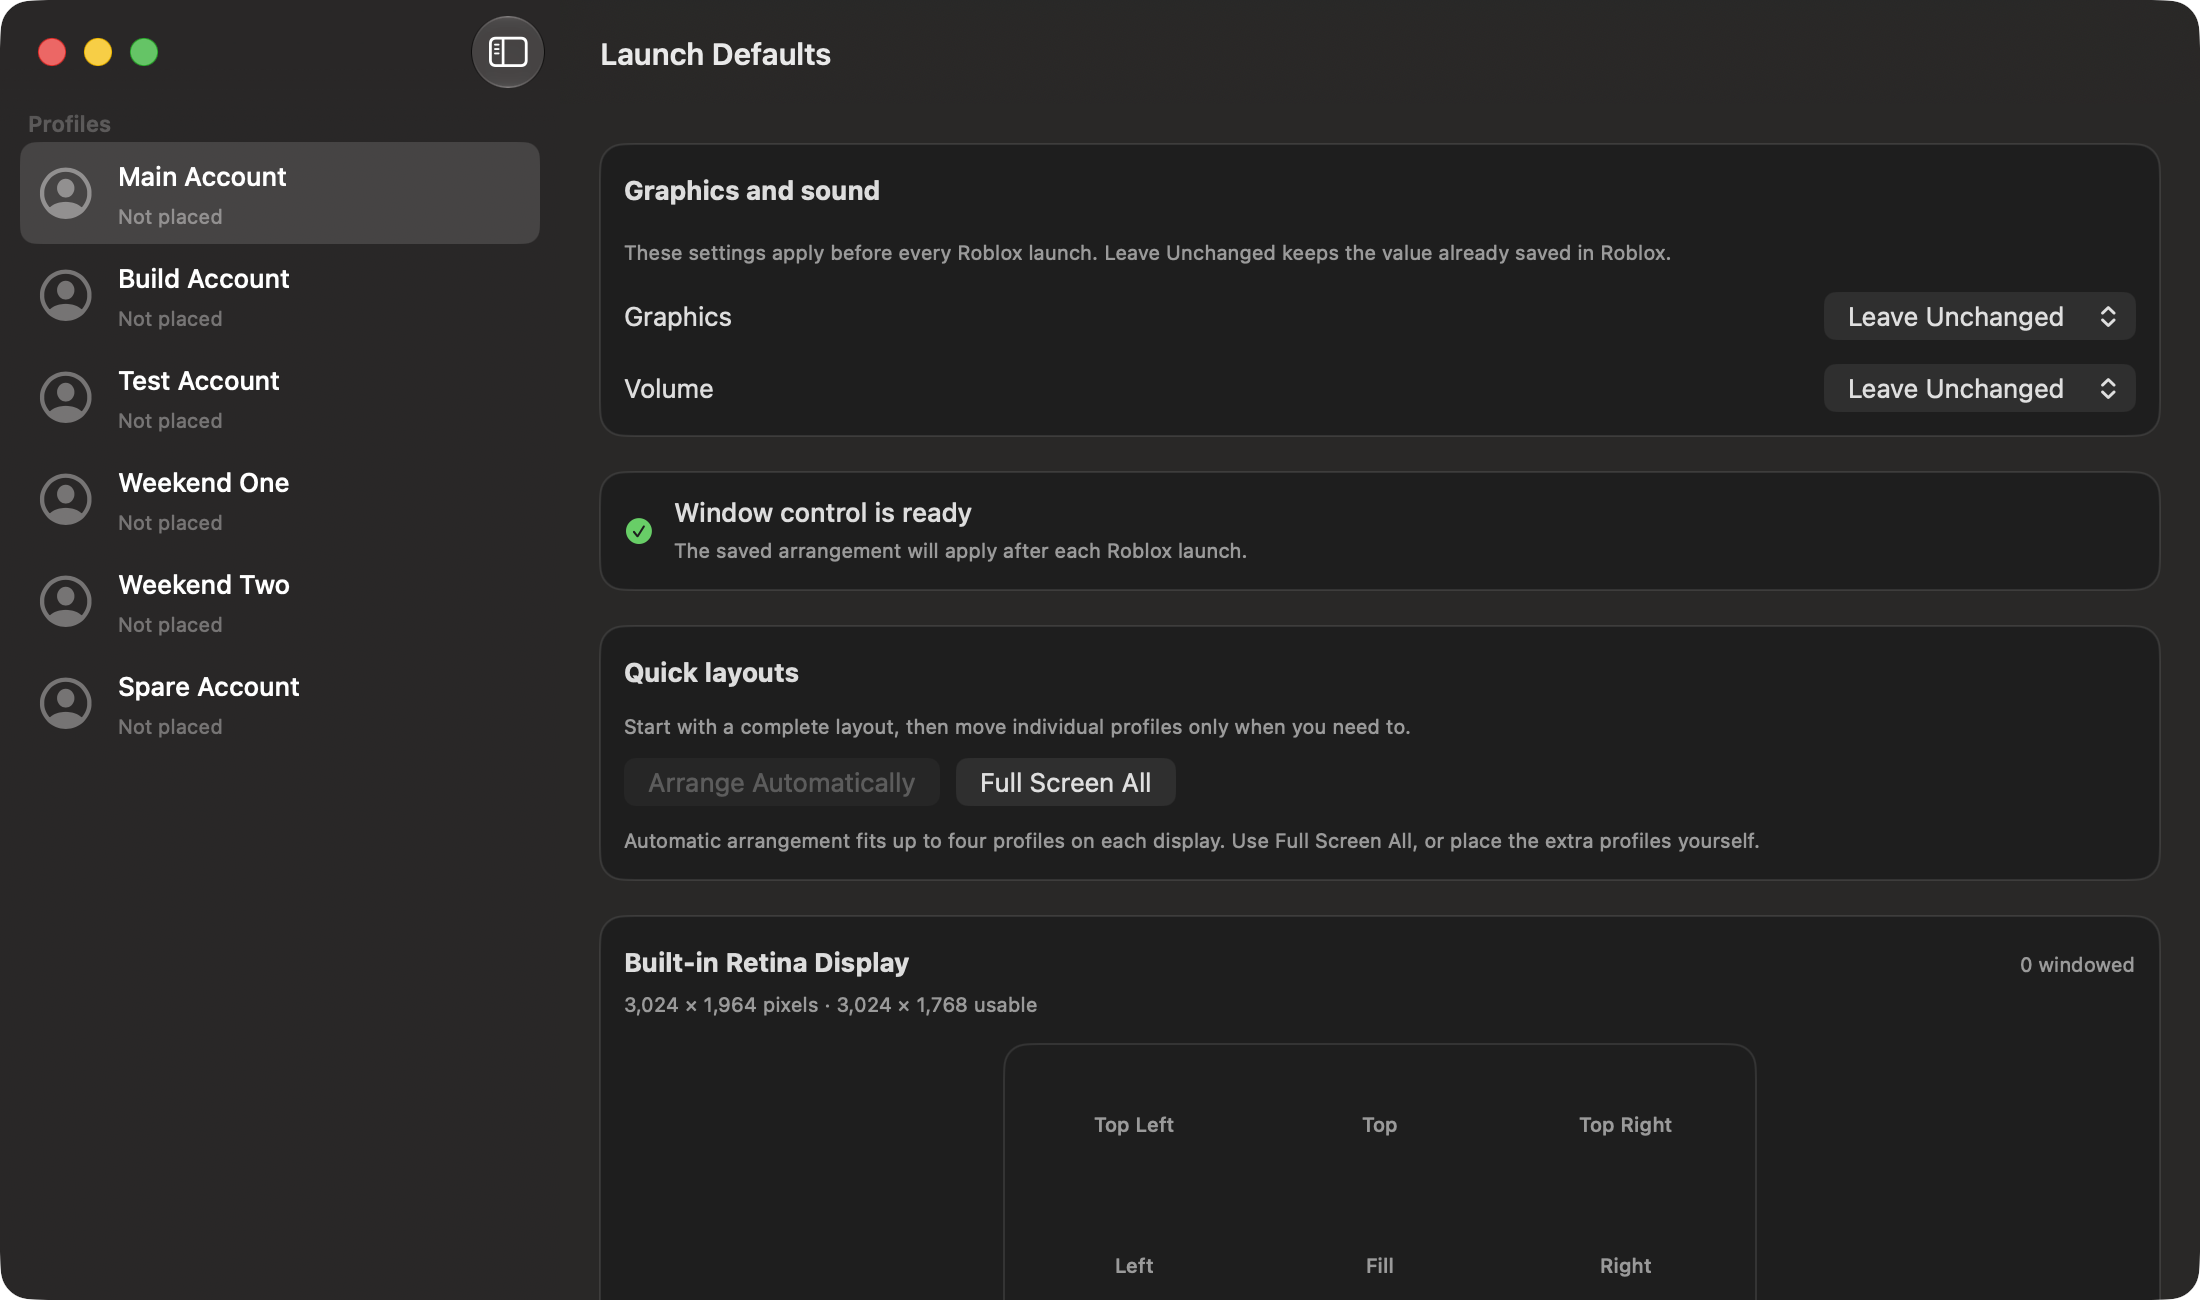 Launch Defaults
Profiles
Main Account
Not placed
Build Account
Not placed
Test Account
Not placed
Weekend One
Not placed
Weekend Two
Not placed
Spare Account
Not placed
Graphics and sound
These settings apply before every Roblox launch. Leave Unchanged keeps the value already saved in Roblox.
Graphics
Leave Unchanged
Volume
Leave Unchanged
Window control is ready
The saved arrangement will apply after each Roblox launch.
Quick layouts
Start with a complete layout, then move individual profiles only when you need to.
Arrange Automatically
Full Screen All
Automatic arrangement fits up to four profiles on each display. Use Full Screen All, or place the extra profiles yourself.
Built-in Retina Display
0 windowed
3,024 × 1,964 pixels · 3,024 × 1,768 usable
Top Left
Top
Top Right
Left
Fill
Right